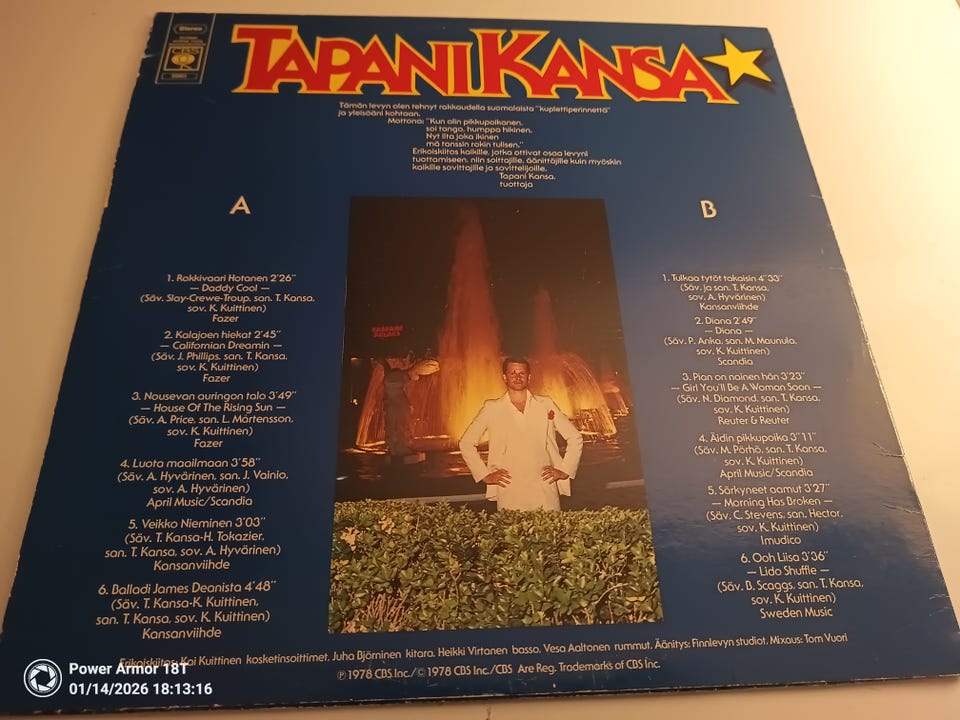 Stereo
CBS
TAPANI KANSA
Tämän levyn olen tehnyt rakkaudella suomalaista "kuplettiperinnettä"
ja yleisöäni kohtaan.
Mottona: "Kun olin pikkupoikanen,
soi tango, humppa hikinen,
Nyt ilta joka ikinen
mä tanssin rokin tulisen."
Erikoiskiitos kaikille, jotka ottivat osaa levyni
tuottamiseen, niin soittajille, äänittäjille kuin myöskin
kaikille sovittajille ja sovittelijoille.
Tapani Kansa,
tuottaja
A
1. Rokkivaari Hotanen 2'26"
— Daddy Cool —
(Säv. Slay-Crewe-Troup, san. T. Kansa,
sov. K. Kuittinen)
Fazer
2. Kalajoen hiekat 2'45"
— Californian Dreamin —
(Säv. J. Phillips, san. T. Kansa,
sov. K. Kuittinen)
Fazer
3. Nousevan auringon talo 3'49"
— House Of The Rising Sun —
(Säv. A. Price, san. L. Mårtensson,
sov. K. Kuittinen)
Fazer
4. Luota maailmaan 3'58"
(Säv. A. Hyvärinen, san. J. Vainio,
sov. A. Hyvärinen)
April Music/Scandia
5. Veikko Nieminen 3'03"
(Säv. T. Kansa-H. Tokazier,
san. T. Kansa, sov. A. Hyvärinen)
Kansanviihde
6. Balladi James Deanista 4'48"
(Säv. T. Kansa-K. Kuittinen,
san. T. Kansa, sov. K. Kuittinen)
Kansanviihde
B
1. Tulkaa tytöt takaisin 4'33"
(Säv. ja san. T. Kansa,
sov. A. Hyvärinen)
Kansanviihde
2. Diana 2'49"
— Diana —
(Säv. P. Anka, san. M. Maunula,
sov. K. Kuittinen)
Scandia
3. Pian on nainen hän 3'23"
— Girl You'll Be A Woman Soon —
(Säv. N. Diamond, san. T. Kansa,
sov. K. Kuittinen)
Reuter & Reuter
4. Äidin pikkupoika 3'11"
(Säv. M. Pörhö, san. T. Kansa,
sov. K. Kuittinen)
April Music/Scandia
5. Särkyneet aamut 3'27"
— Morning Has Broken —
(Säv. C. Stevens, san. Hector,
sov. K. Kuittinen)
Imudico
6. Ooh Liisa 3'36"
— Lido Shuffle —
(Säv. B. Scaggs, san. T. Kansa,
sov. K. Kuittinen)
Sweden Music
Erikoiskiitos: Kai Kuittinen kosketinsoittimet, Juha Björninen kitara, Heikki Virtanen basso, Vesa Aaltonen rummut. Äänitys: Finnlevyn studiot. Mixaus: Tom Vuori
Ⓟ 1978 CBS Inc./© 1978 CBS Inc./CBS Are Reg. Trademarks of CBS Inc.
Power Armor 18T
01/14/2026 18:13:16